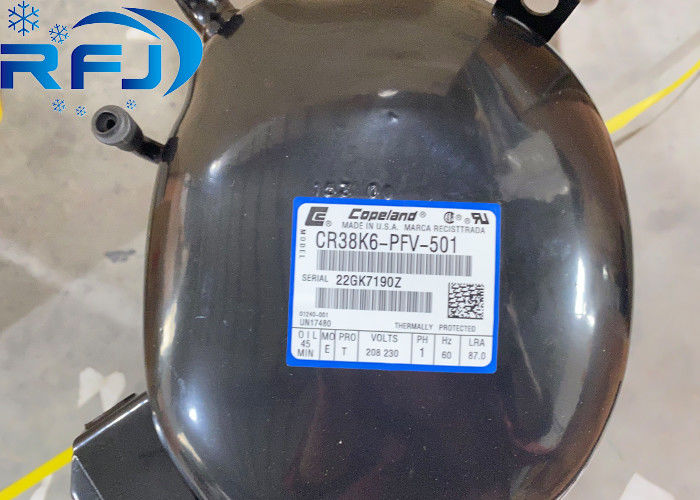 RFJ
Copeland®
MADE IN U.S.A. MARCA RECISTTRADA
MODEL
CR38K6-PFV-501
SERIAL 22GK7190Z
01240-001
UN17480
THERMALLY PROTECTED
OIL MO PRO VOLTS PH Hz LRA
45 MIN E T 208 230 1 60 87.0